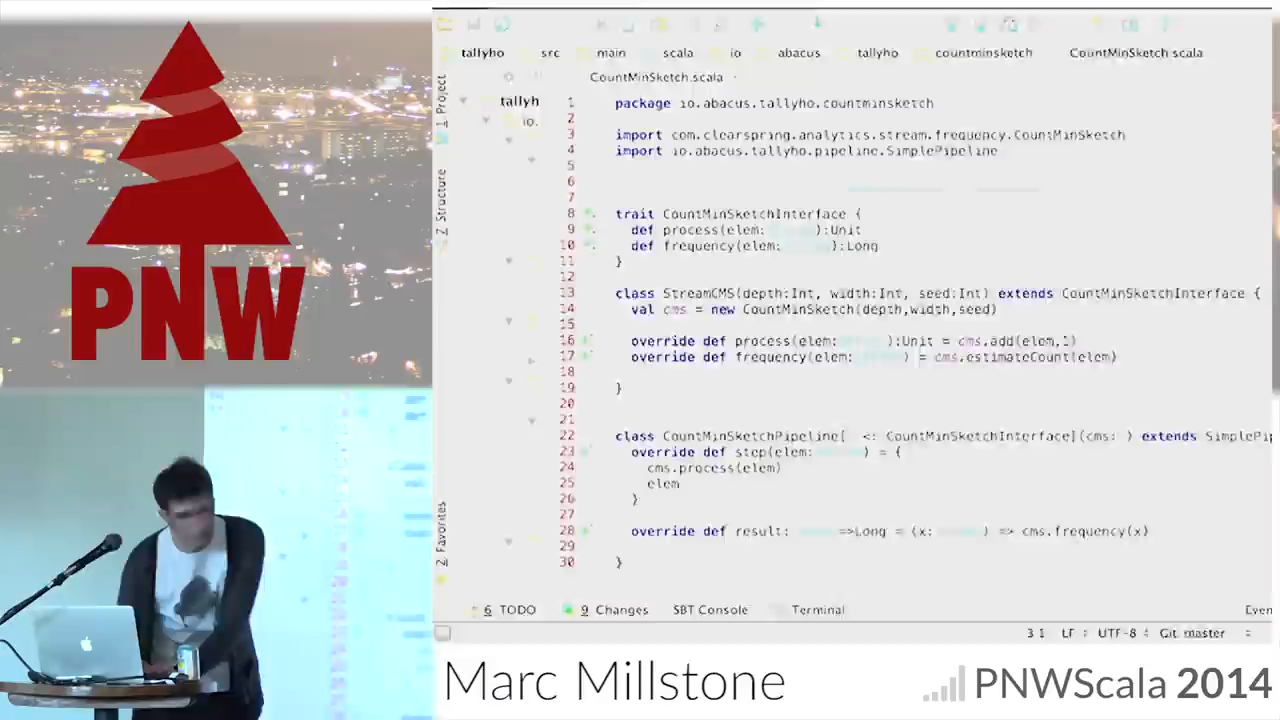 PNW
tallyho src main scala io abacus tallyho countminsketch CountMinSketch.scala
CountMinSketch.scala
1: Project
Z: Structure
2: Favorites
tallyh
io.
1 package io.abacus.tallyho.countminsketch
2
3 import com.clearspring.analytics.stream.frequency.CountMinSketch
4 import io.abacus.tallyho.pipeline.SimplePipeline
5
6
7
8 trait CountMinSketchInterface {
9 def process(elem: ):Unit
10 def frequency(elem: ):Long
11 }
12
13 class StreamCMS(depth:Int, width:Int, seed:Int) extends CountMinSketchInterface {
14 val cms = new CountMinSketch(depth,width,seed)
15
16 override def process(elem: ):Unit = cms.add(elem,1)
17 override def frequency(elem: ) = cms.estimateCount(elem)
18
19 }
20
21
22 class CountMinSketchPipeline[ <: CountMinSketchInterface](cms: ) extends SimplePip
23 override def step(elem: ) = {
24 cms.process(elem)
25 elem
26 }
27
28 override def result: =>Long = (x: ) => cms.frequency(x)
29
30 }
6 TODO 9 Changes SBT Console Terminal Even
3 1 LF UTF-8 Git: master
Marc Millstone
PNWScala 2014